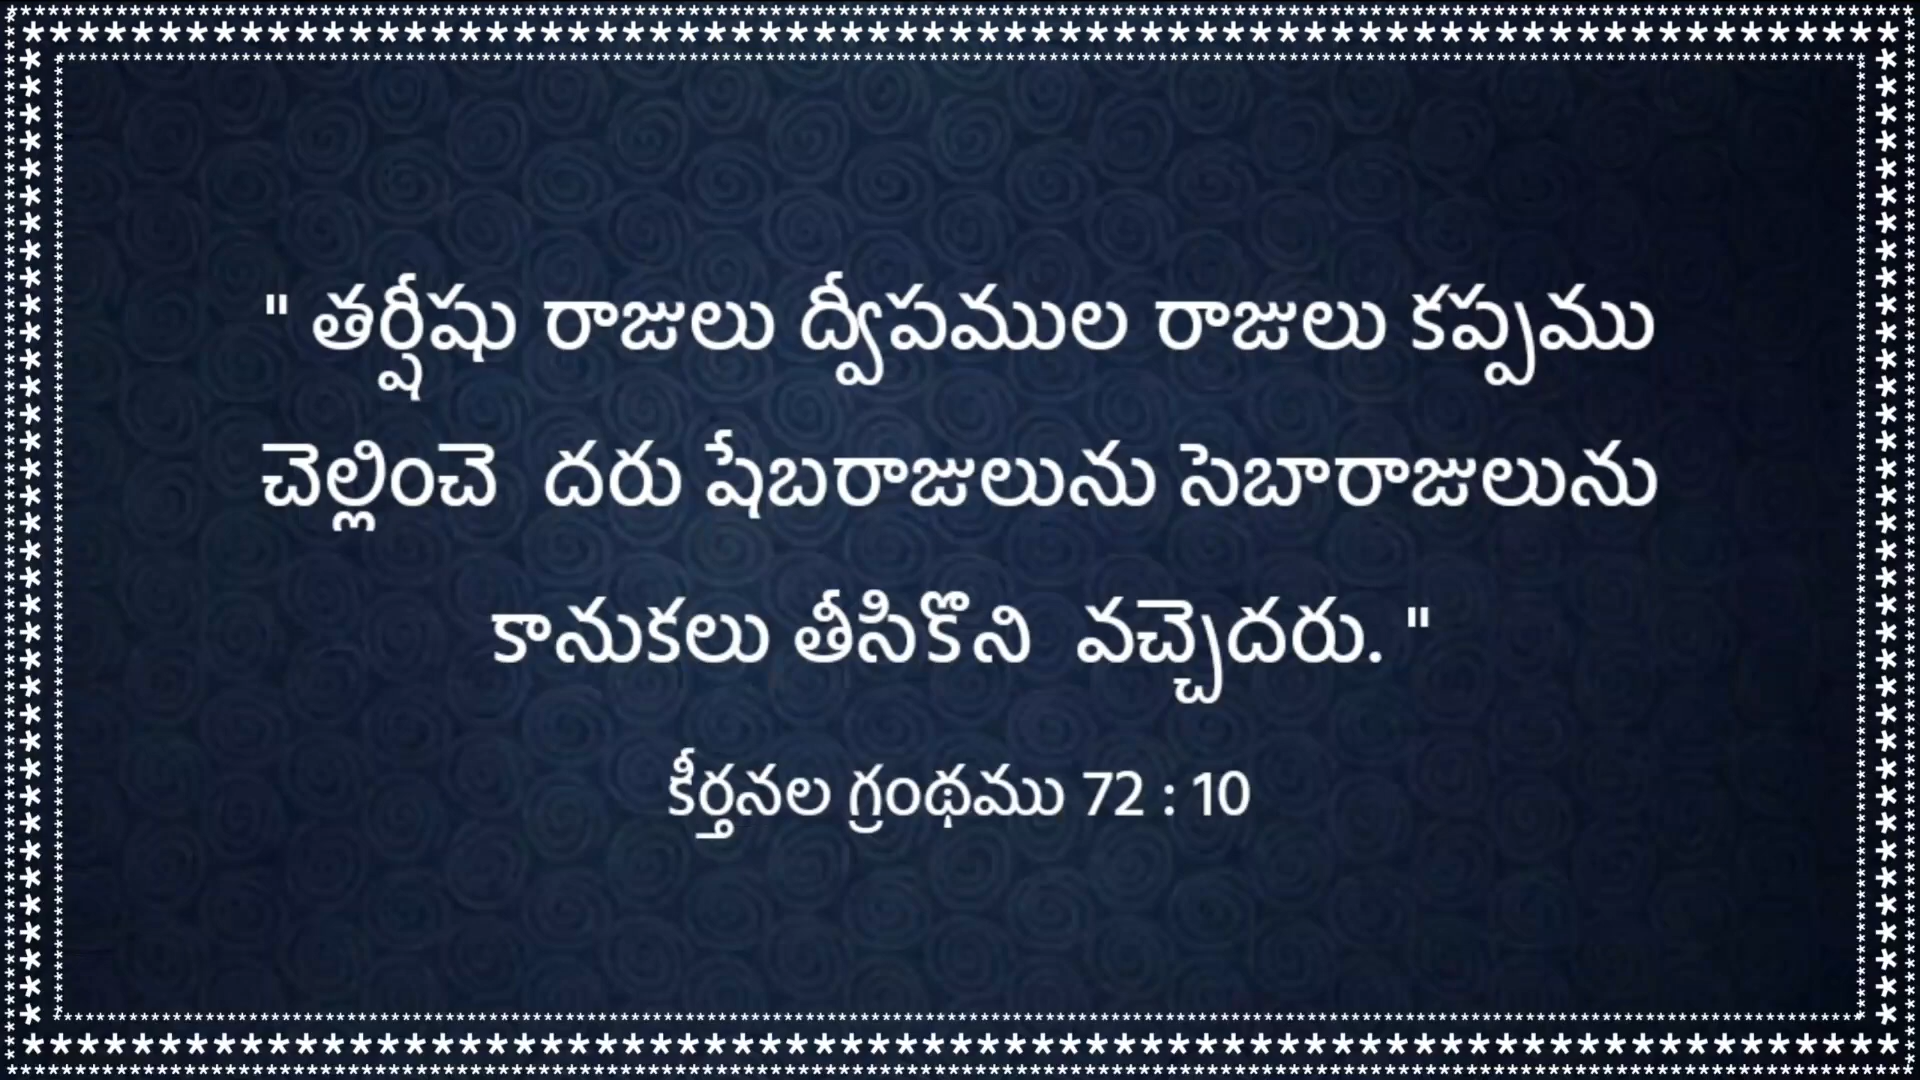 " తర్షీషు రాజులు ద్వీపముల రాజులు కప్పము
చెల్లించె  దరు షేబరాజులును సెబారాజులును
కానుకలు తీసికొని  వచ్చెదరు. "
కీర్తనల గ్రంథము 72 : 10